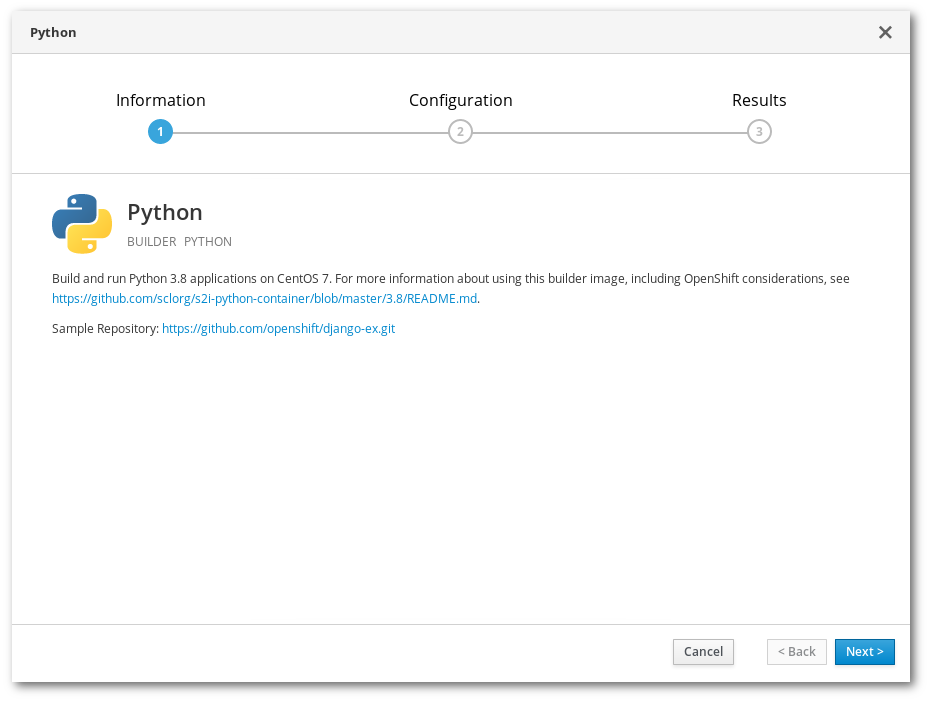 Python
Information Configuration Results
1 2 3
Python
BUILDER PYTHON
Build and run Python 3.8 applications on CentOS 7. For more information about using this builder image, including OpenShift considerations, see
https://github.com/sclorg/s2i-python-container/blob/master/3.8/README.md.
Sample Repository: https://github.com/openshift/django-ex.git
Cancel < Back Next >